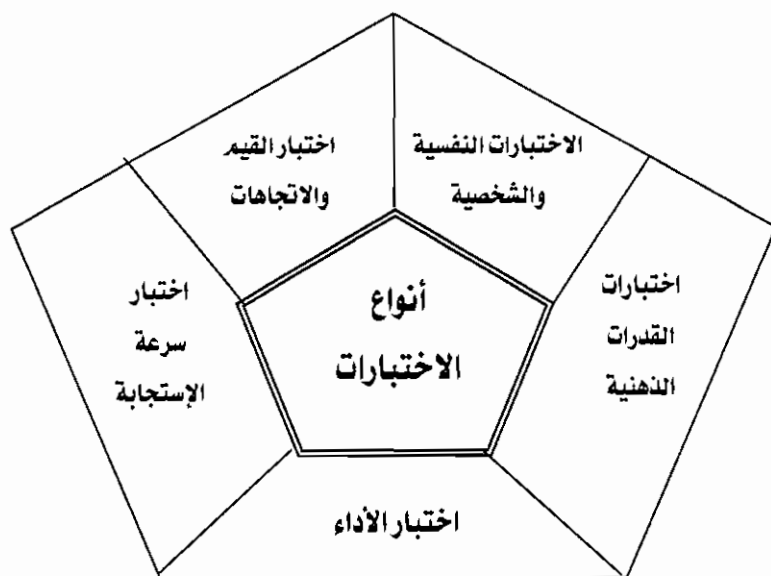 الاختبارات النفسية
والشخصية
اختبار القيم
والاتجاهات
اختبارات
القدرات
الذهنية
أنواع
الاختبارات
اختبار
سرعة
الإستجابة
اختبار الأداء